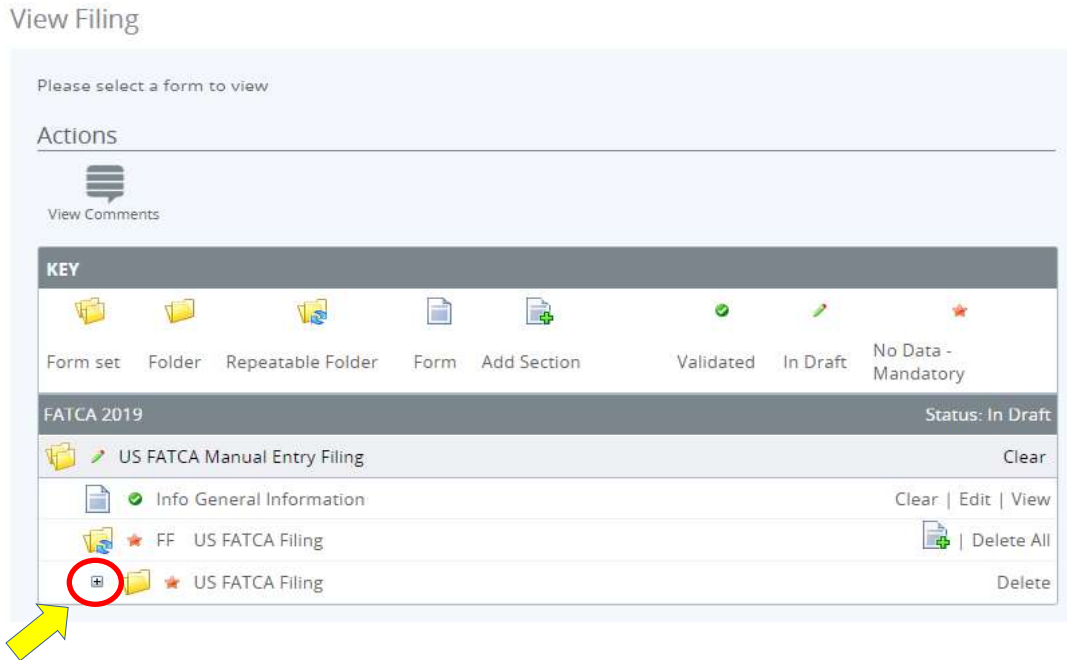 View Filing
Please select a form to view
Actions
View Comments
KEY
Form set Folder Repeatable Folder Form Add Section Validated In Draft No Data - Mandatory
FATCA 2019 Status: In Draft
US FATCA Manual Entry Filing Clear
Info General Information Clear | Edit | View
FF US FATCA Filing | Delete All
US FATCA Filing Delete